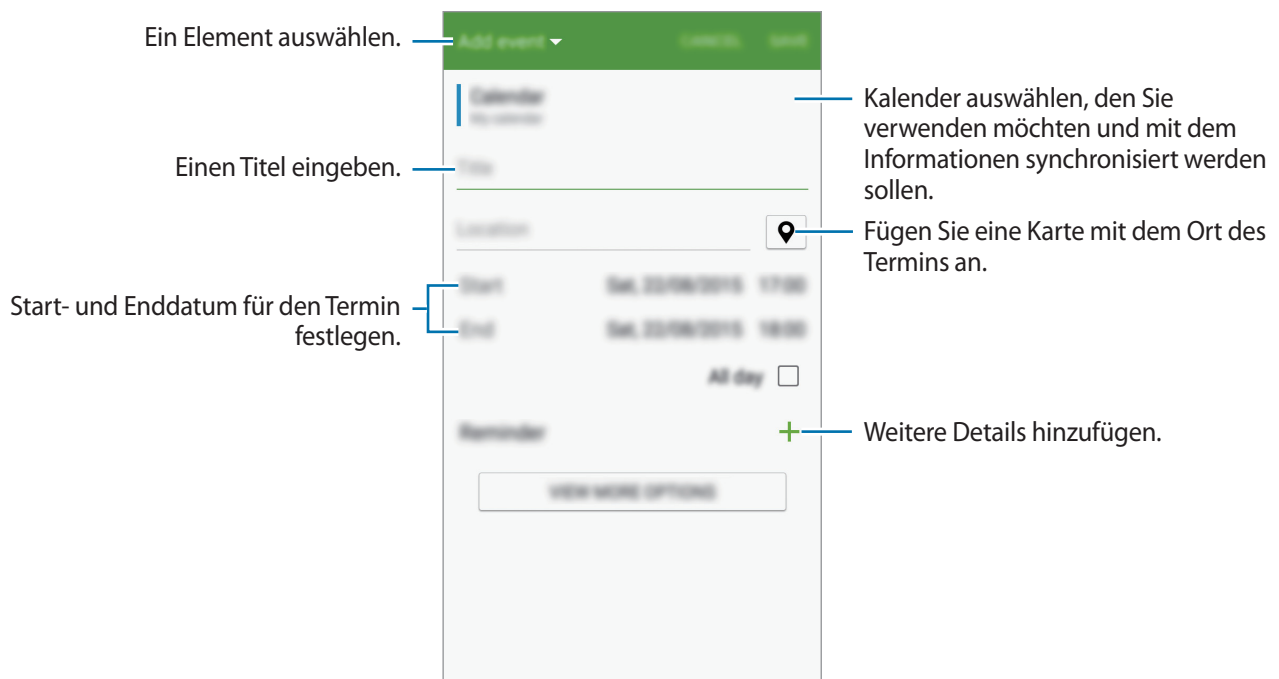 Ein Element auswählen.
Add event
CANCEL SAVE
Calendar
My calendar
Kalender auswählen, den Sie
verwenden möchten und mit dem
Informationen synchronisiert werden
sollen.
Einen Titel eingeben.
Title
Location
Fügen Sie eine Karte mit dem Ort des
Termins an.
Start- und Enddatum für den Termin
festlegen.
Start Sat, 22/08/2015 17:00
End Sat, 22/08/2015 18:00
All day
Reminder
Weitere Details hinzufügen.
VIEW MORE OPTIONS